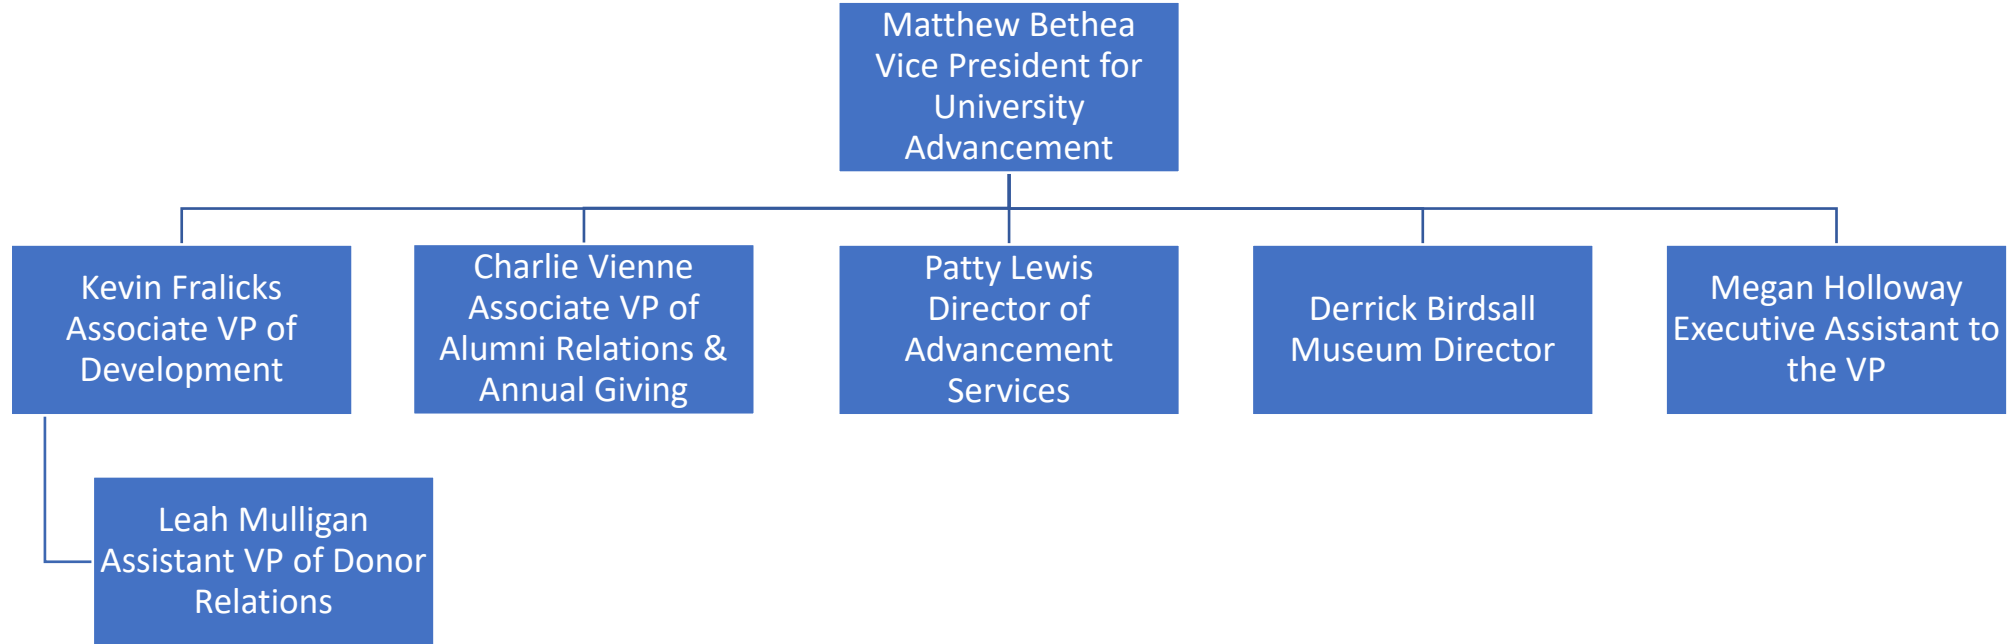 Matthew Bethea
Vice President for
University
Advancement
Kevin Fralicks
Associate VP of
Development
Charlie Vienne
Associate VP of
Alumni Relations &
Annual Giving
Patty Lewis
Director of
Advancement
Services
Derrick Birdsall
Museum Director
Megan Holloway
Executive Assistant to
the VP
Leah Mulligan
Assistant VP of Donor
Relations